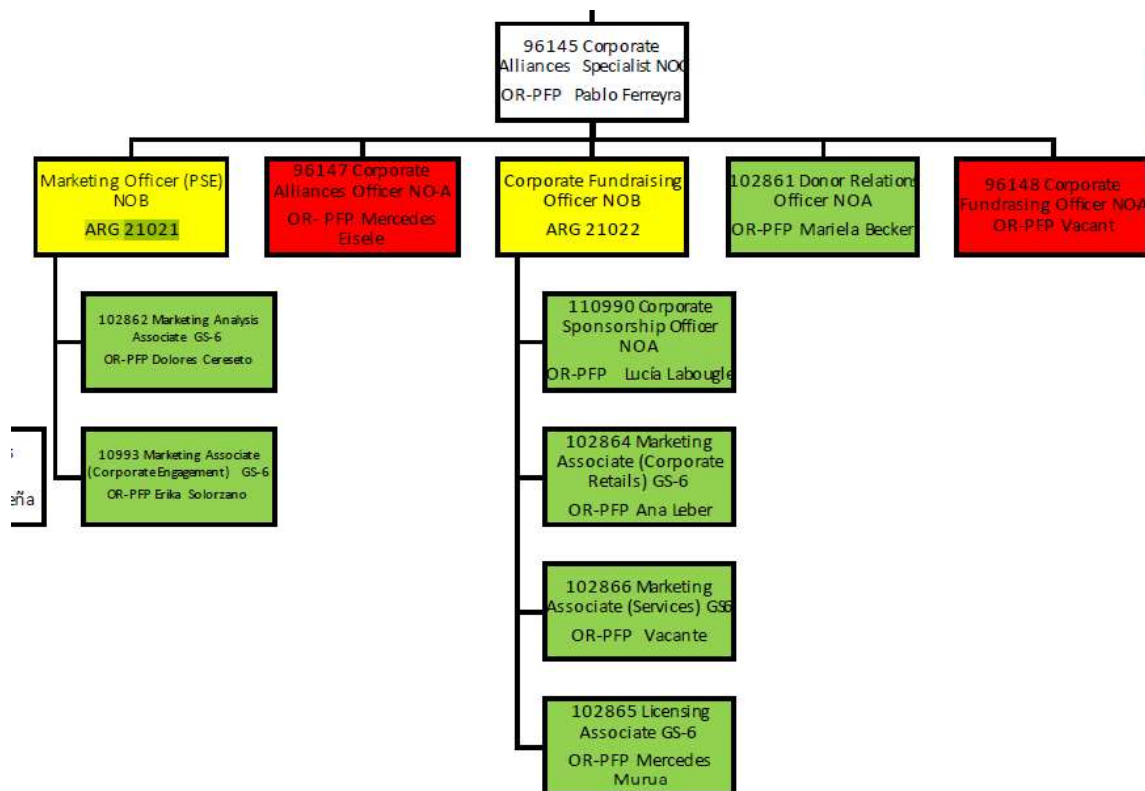 96145 Corporate
Alliances Specialist NOC
OR-PFP Pablo Ferreyra
Marketing Officer (PSE)
NOB
ARG 21021
96147 Corporate
Alliances Officer NO-A
OR- PFP Mercedes
Eisele
Corporate Fundraising
Officer NOB
ARG 21022
102861 Donor Relations
Officer NOA
OR-PFP Mariela Becker
96148 Corporate
Fundrasing Officer NOA
OR-PFP Vacant
102862 Marketing Analysis
Associate GS-6
OR-PFP Dolores Cereseto
10993 Marketing Associate
(Corporate Engagement) GS-6
OR-PFP Erika Solorzano
eña
110990 Corporate
Sponsorship Officer
NOA
OR-PFP Lucía Labougle
102864 Marketing
Associate (Corporate
Retails) GS-6
OR-PFP Ana Leber
102866 Marketing
Associate (Services) GS6
OR-PFP Vacante
102865 Licensing
Associate GS-6
OR-PFP Mercedes
Murua